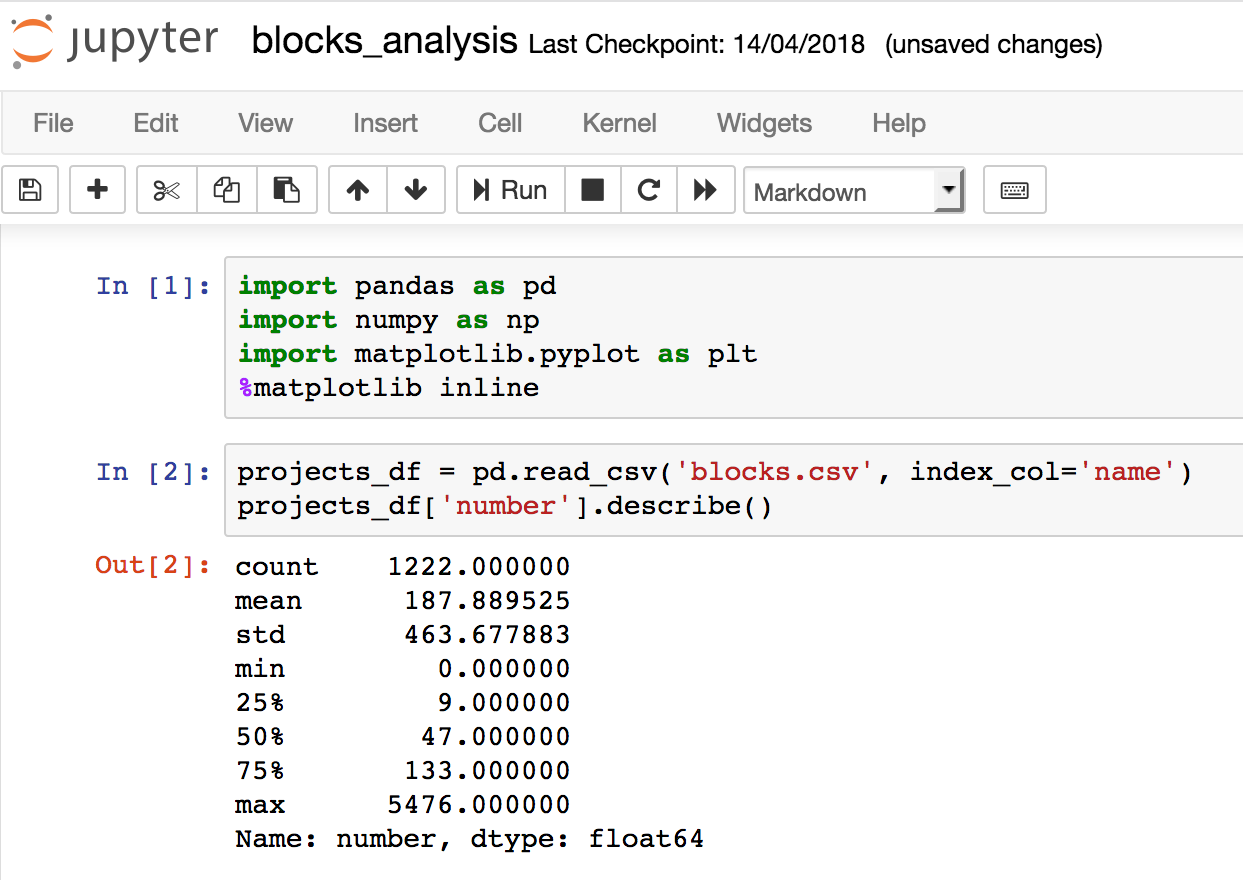 jupyter blocks_analysis Last Checkpoint: 14/04/2018 (unsaved changes)
File Edit View Insert Cell Kernel Widgets Help
Run Markdown
In [1]: import pandas as pd
import numpy as np
import matplotlib.pyplot as plt
%matplotlib inline
In [2]: projects_df = pd.read_csv('blocks.csv', index_col='name')
projects_df['number'].describe()
Out[2]: count 1222.000000
mean 187.889525
std 463.677883
min 0.000000
25% 9.000000
50% 47.000000
75% 133.000000
max 5476.000000
Name: number, dtype: float64